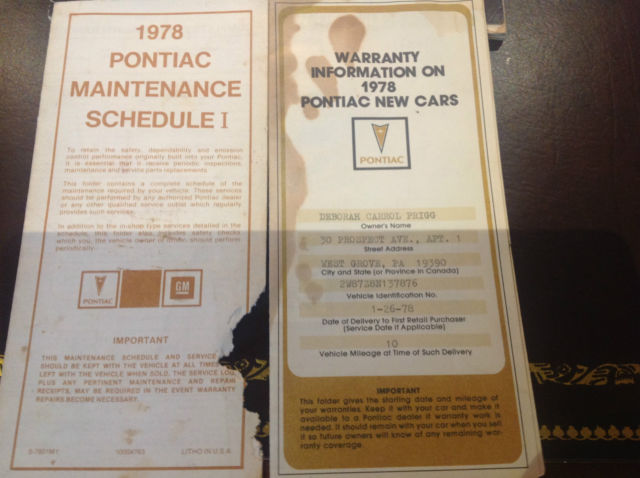 1978
PONTIAC
MAINTENANCE
SCHEDULE I
To retain the safety, dependability and emission
control performance originally built into your Pontiac,
it is essential that it receive periodic inspections,
maintenance and service parts replacements.
This folder contains a complete schedule of the
maintenance required by your vehicle. These services
should be performed by any authorized Pontiac dealer
or any other qualified service outlet which regularly
provides such services.
In addition to the in-shop type services detailed in the
schedule, this folder also includes safety checks
which you, the vehicle owner or driver, should perform
periodically.
PONTIAC
GM
IMPORTANT
THIS MAINTENANCE SCHEDULE AND SERVICE
SHOULD BE KEPT WITH THE VEHICLE AT ALL TIMES
LEFT WITH THE VEHICLE WHEN SOLD. THE SERVICE LOG,
PLUS ANY PERTINENT MAINTENANCE AND REPAIR
RECEIPTS, MAY BE REQUIRED IN THE EVENT WARRANTY
REPAIRS BECOME NECESSARY.
LITHO IN U.S.A.
WARRANTY
INFORMATION ON
1978
PONTIAC NEW CARS
PONTIAC
DEBORAH CARROL PRIGG
Owner's Name
30 PROSPECT AVE., APT. 1
Street Address
WEST GROVE, PA 19390
City and State (or Province in Canada)
2W87Z8N137876
Vehicle Identification No.
1-26-78
Date of Delivery to First Retail Purchaser
(Service Date if Applicable)
10
Vehicle Mileage at Time of Such Delivery
IMPORTANT
This folder gives the starting date and mileage of
your warranties. Keep it with your car and make it
available to a Pontiac dealer if warranty work is
needed. It should remain with your car when you sell
it so future owners will know of any remaining war-
ranty coverage.